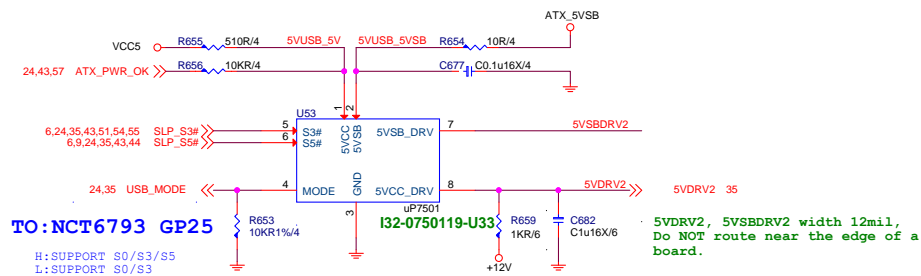 ATX_5VSB
VCC5
R655
510R/4
5VUSB_5V
5VUSB_5VSB
R654
10R/4
24,43,57 ATX_PWR_OK
R656
10KR/4
C677
C0.1u16X/4
1
2
U53
6,24,35,43,51,54,55 SLP_S3#
5
S3#
5VCC
5VSB
5VSB_DRV
7
5VSBDRV2
6,9,24,35,43,44 SLP_S5#
6
S5#
24,35 USB_MODE
4
MODE
GND
5VCC_DRV
8
5VDRV2
5VDRV2 35
3
uP7501
I32-0750119-U33
R653
10KR1%/4
R659
1KR/6
C682
C1u16X/6
+12V
TO:NCT6793 GP25
H:SUPPORT S0/S3/S5
L:SUPPORT S0/S3
5VDRV2, 5VSBDRV2 width 12mil,
Do NOT route near the edge of a
board.